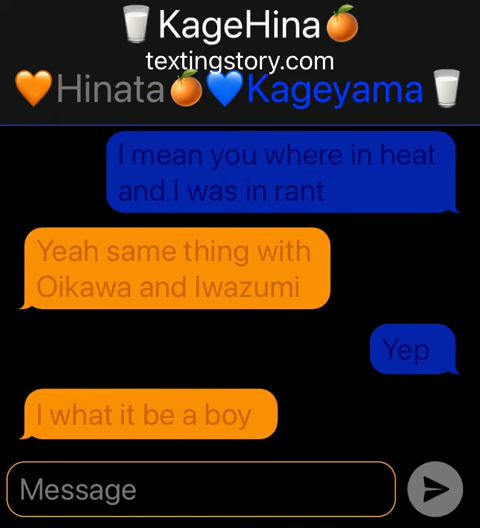 🥛KageHina🍊
textingstory.com
🧡Hinata🍊💙Kageyama🥛
I mean you where in heat
and I was in rant
Yeah same thing with
Oikawa and Iwazumi
Yep
I what it be a boy
Message